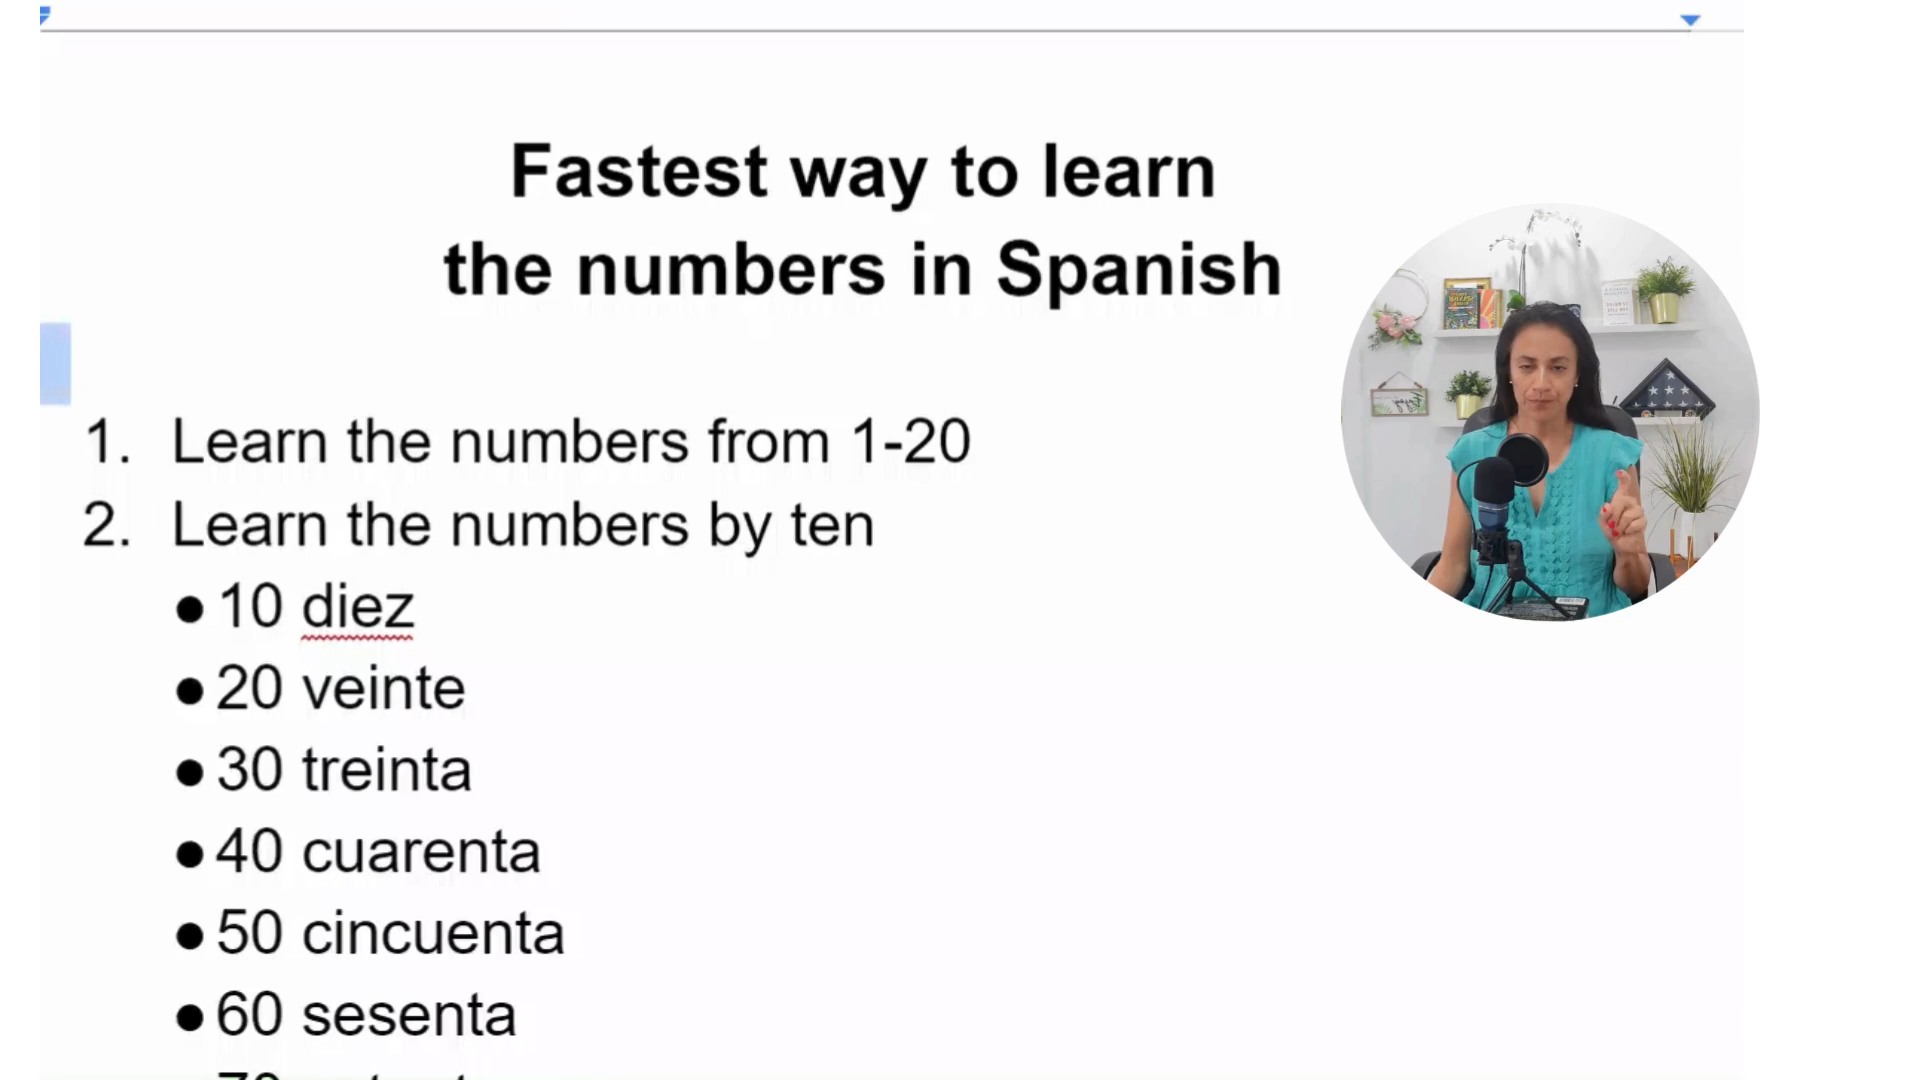 Fastest way to learn
the numbers in Spanish
1. Learn the numbers from 1-20
2. Learn the numbers by ten
● 10 diez
● 20 veinte
● 30 treinta
● 40 cuarenta
● 50 cincuenta
● 60 sesenta